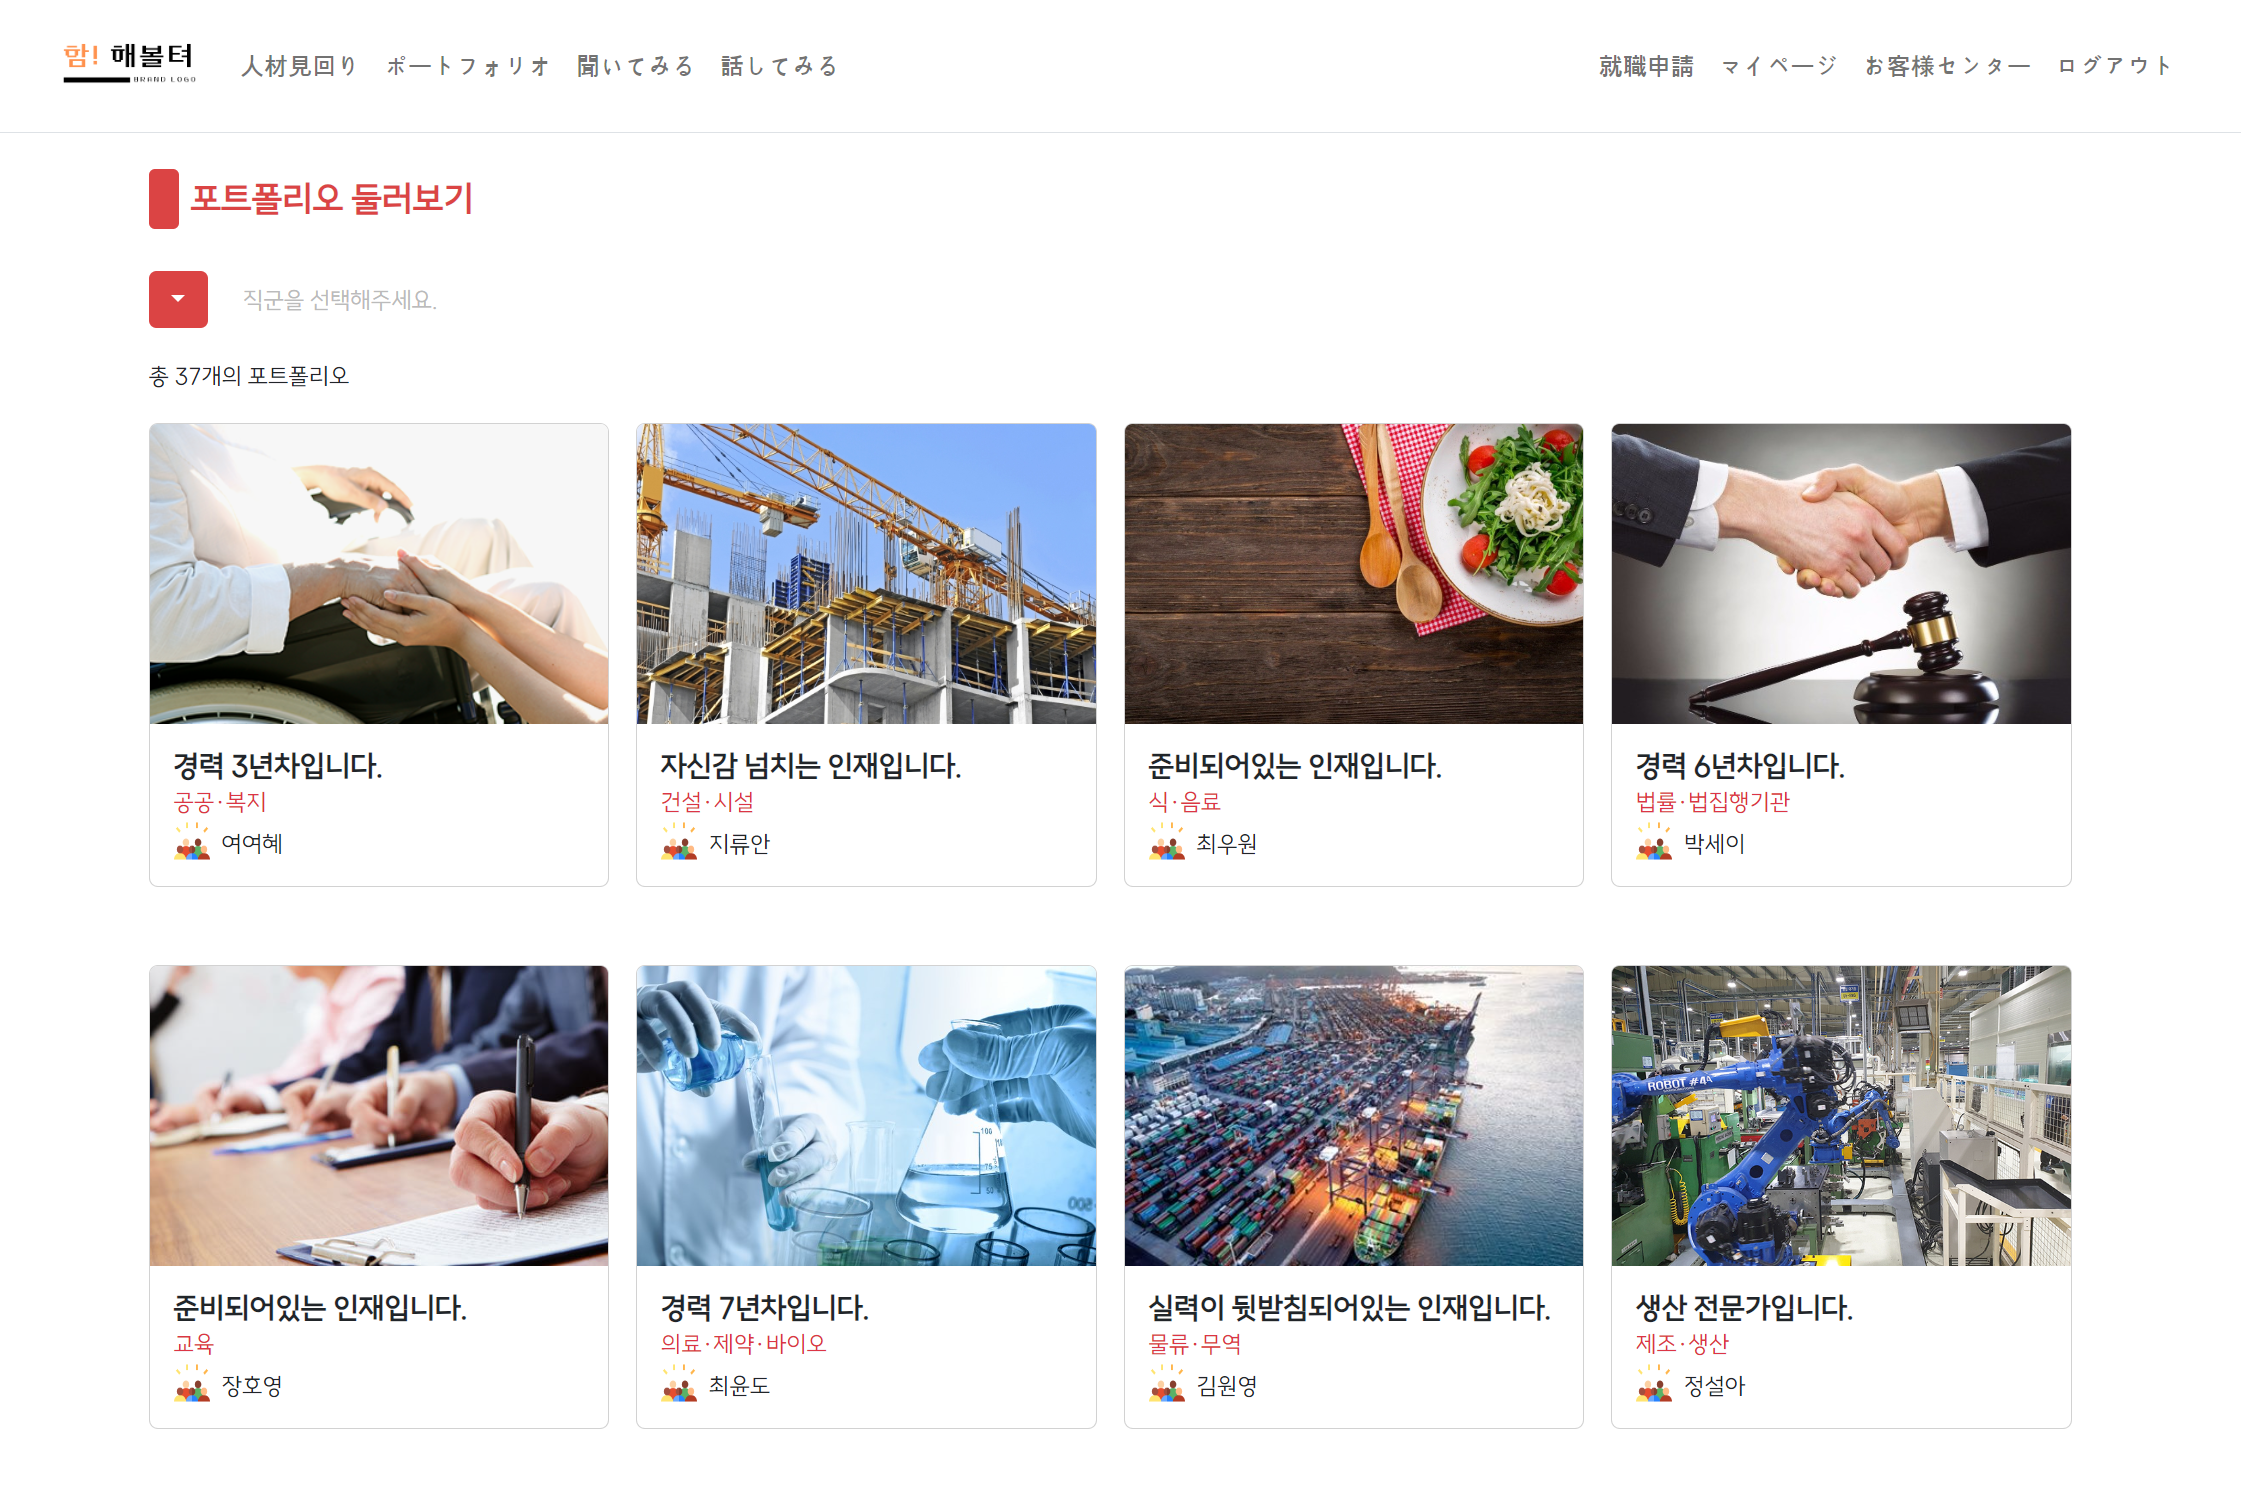 함! 해볼텨
BRAND LOGO
人材見回り ポートフォリオ 聞いてみる 話してみる
就職申請 マイページ お客様センター ログアウト
포트폴리오 둘러보기
직군을 선택해주세요.
총 37개의 포트폴리오
경력 3년차입니다.
공공·복지
여여혜
자신감 넘치는 인재입니다.
건설·시설
지류안
준비되어있는 인재입니다.
식·음료
최우원
경력 6년차입니다.
법률·법집행기관
박세이
준비되어있는 인재입니다.
교육
장호영
100
75
50
500
경력 7년차입니다.
의료·제약·바이오
최윤도
실력이 뒷받침되어있는 인재입니다.
물류·무역
김원영
ROBOT #4A
생산 전문가입니다.
제조·생산
정설아